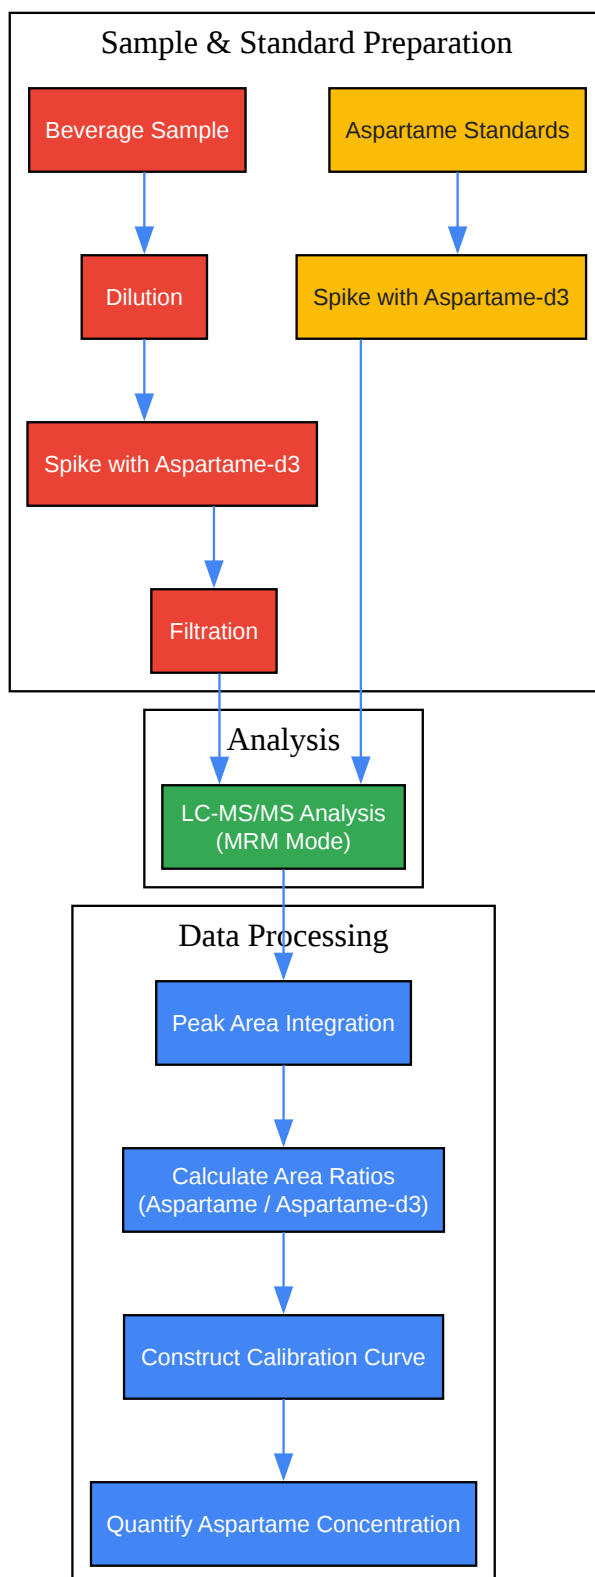 Sample & Standard Preparation
Beverage Sample
Aspartame Standards
Dilution
Spike with Aspartame-d3
Spike with Aspartame-d3
Filtration
Analysis
LC-MS/MS Analysis
(MRM Mode)
Data Processing
Peak Area Integration
Calculate Area Ratios
(Aspartame / Aspartame-d3)
Construct Calibration Curve
Quantify Aspartame Concentration